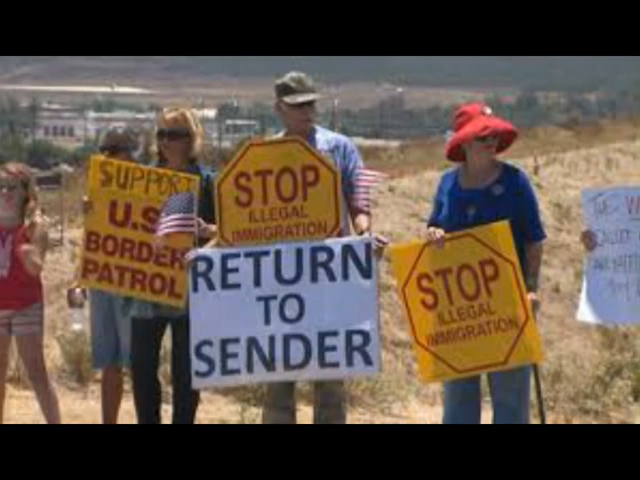 SUPPORT
U.S
BORDER
PATROL
STOP
ILLEGAL
IMMIGRATION
RETURN
TO
SENDER
STOP
ILLEGAL
IMMIGRATION